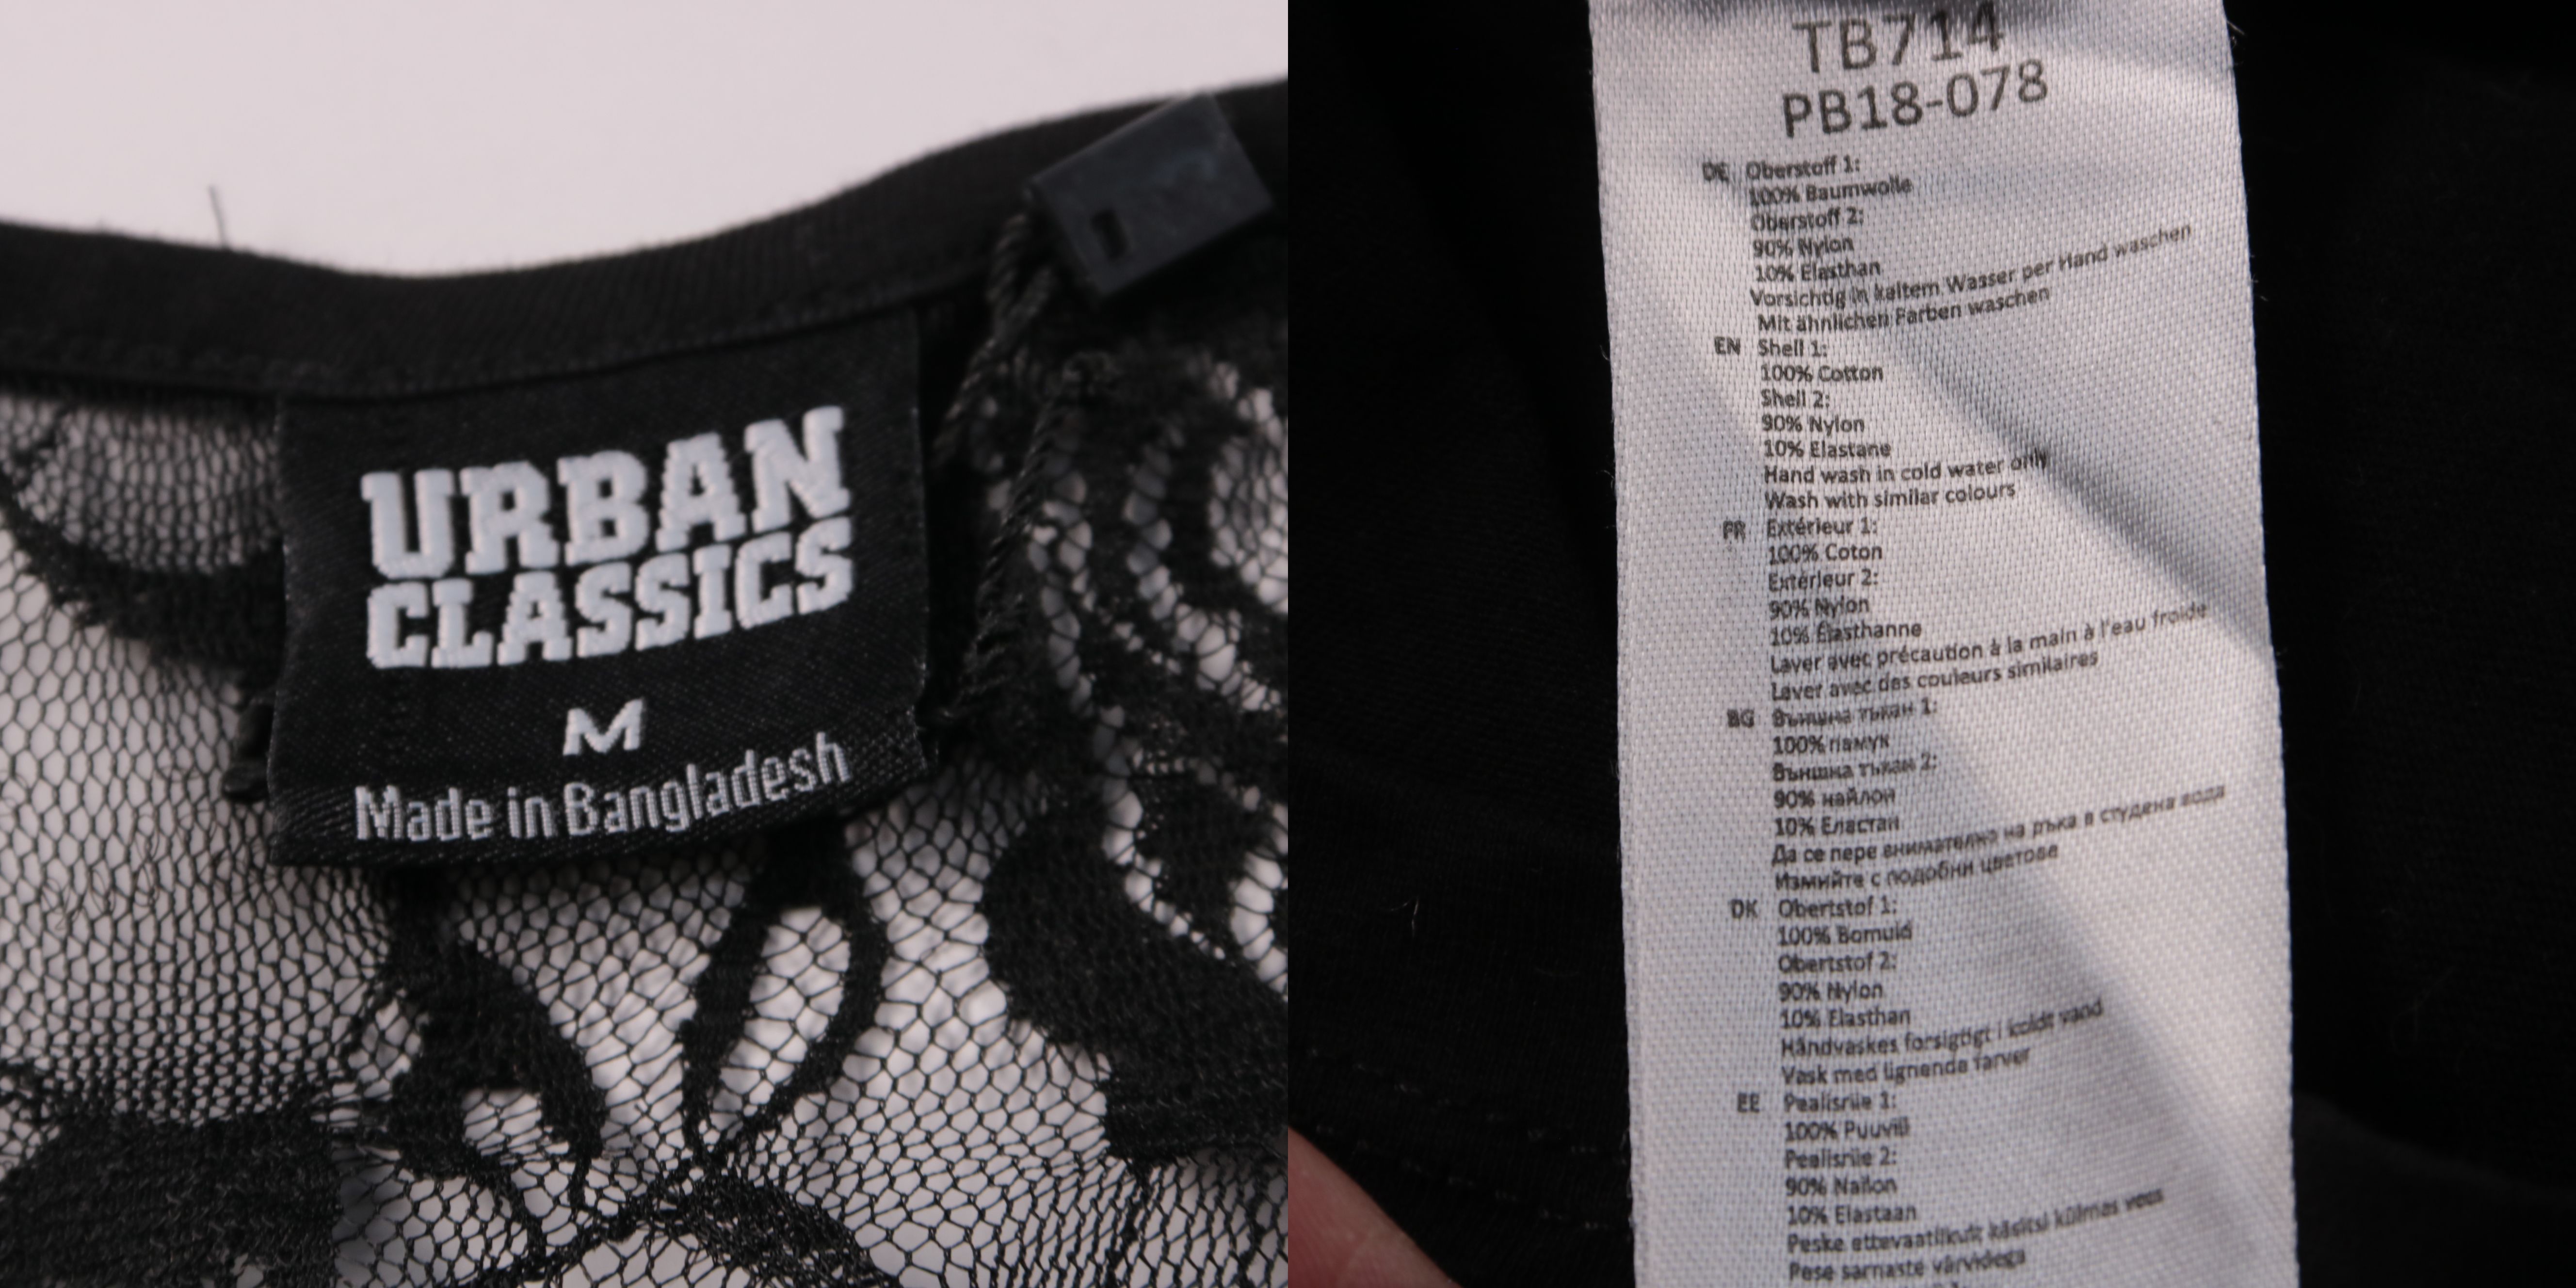 URBAN
CLASSICS
M
Made in Bangladesh
TB714
PB18-078
DE Oberstoff 1:
100% Baumwolle
Oberstoff 2:
90% Nylon
10% Elasthan
Vorsichtig in kaltem Wasser per Hand waschen
Mit ähnlichen Farben waschen
EN Shell 1:
100% Cotton
Shell 2:
90% Nylon
10% Elastane
Hand wash in cold water only
Wash with similar colours
FR Extérieur 1:
100% Coton
Extérieur 2:
90% Nylon
10% Élasthanne
Laver avec précaution à la main à l'eau froide
Laver avec des couleurs similaires
BG Външна тъкан 1:
100% памук
Външна тъкан 2:
90% найлон
10% Еластан
Да се пере внимателно на ръка в студена вода
Измийте с подобни цветове
DK Obertstof 1:
100% Bomuld
Obertstof 2:
90% Nylon
10% Elasthan
Håndvaskes forsigtigt i koldt vand
Vask med lignende farver
EE Pealisriie 1:
100% Puuvill
Pealisriie 2:
90% Nailon
10% Elastaan
Peske ettevaatlikult käsitsi külmas vees
Pese sarnaste värvidega